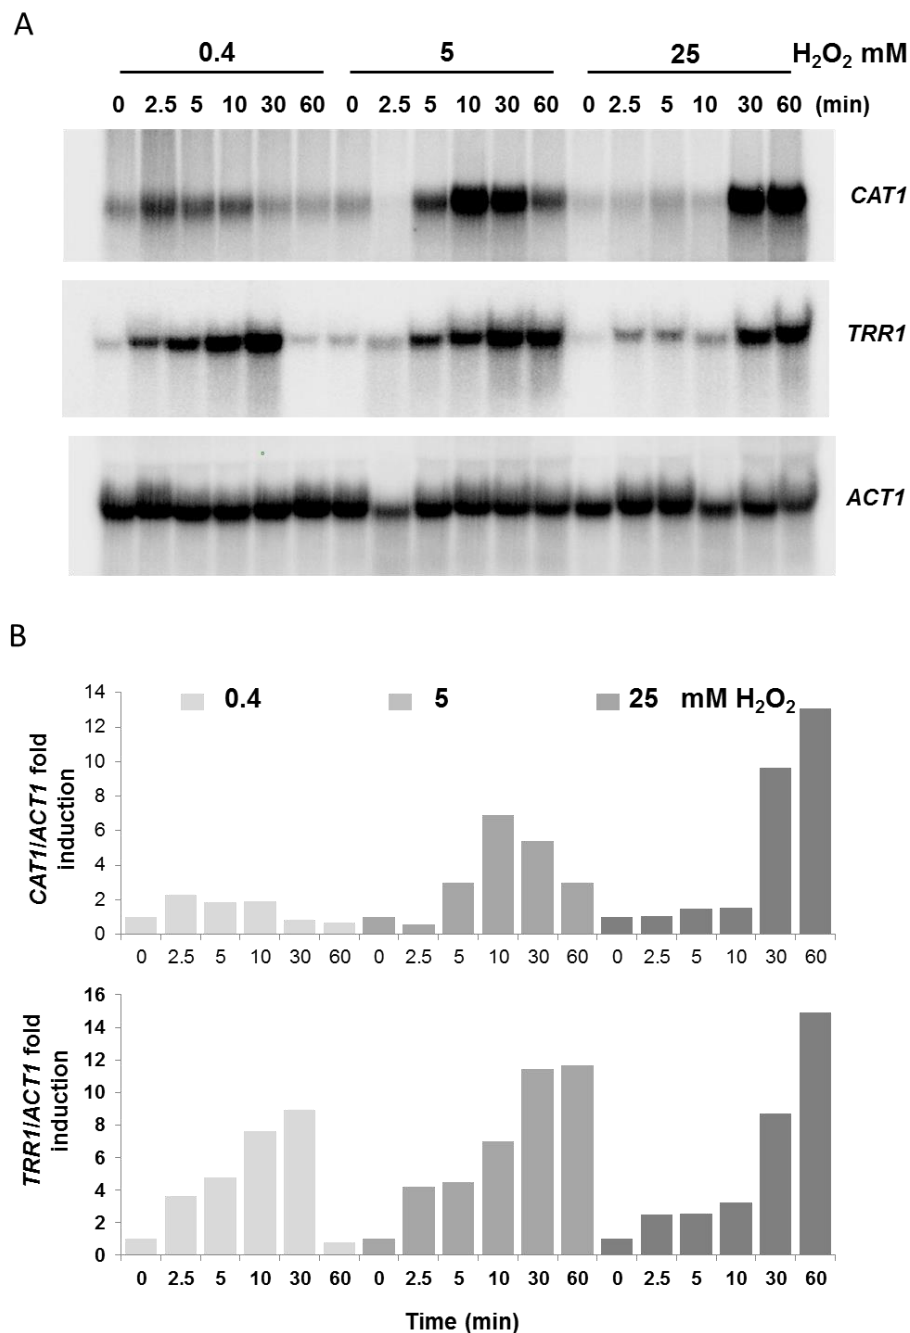 A
0.4 5 25 H₂O₂ mM
0 2.5 5 10 30 60 0 2.5 5 10 30 60 0 2.5 5 10 30 60 (min)
CAT1
TRR1
ACT1
B
0.4 5 25 mM H₂O₂
CAT1/ACT1 fold
induction
14
12
10
8
6
4
2
0
0 2.5 5 10 30 60 0 2.5 5 10 30 60 0 2.5 5 10 30 60
TRR1/ACT1 fold
induction
16
14
12
10
8
6
4
2
0
0 2.5 5 10 30 60 0 2.5 5 10 30 60 0 2.5 5 10 30 60
Time (min)